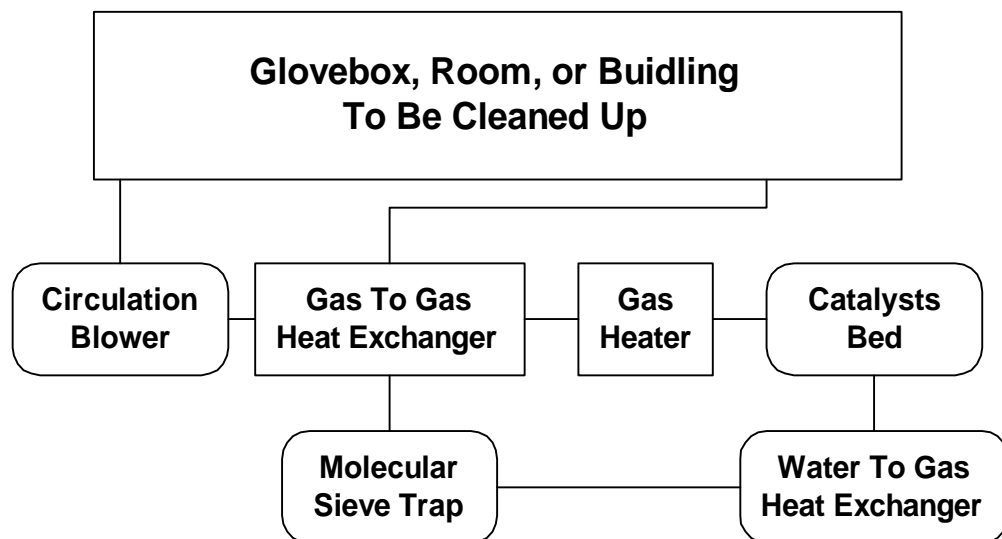 Glovebox, Room, or Buidling
To Be Cleaned Up
Circulation
Blower
Gas To Gas
Heat Exchanger
Gas
Heater
Catalysts
Bed
Molecular
Sieve Trap
Water To Gas
Heat Exchanger